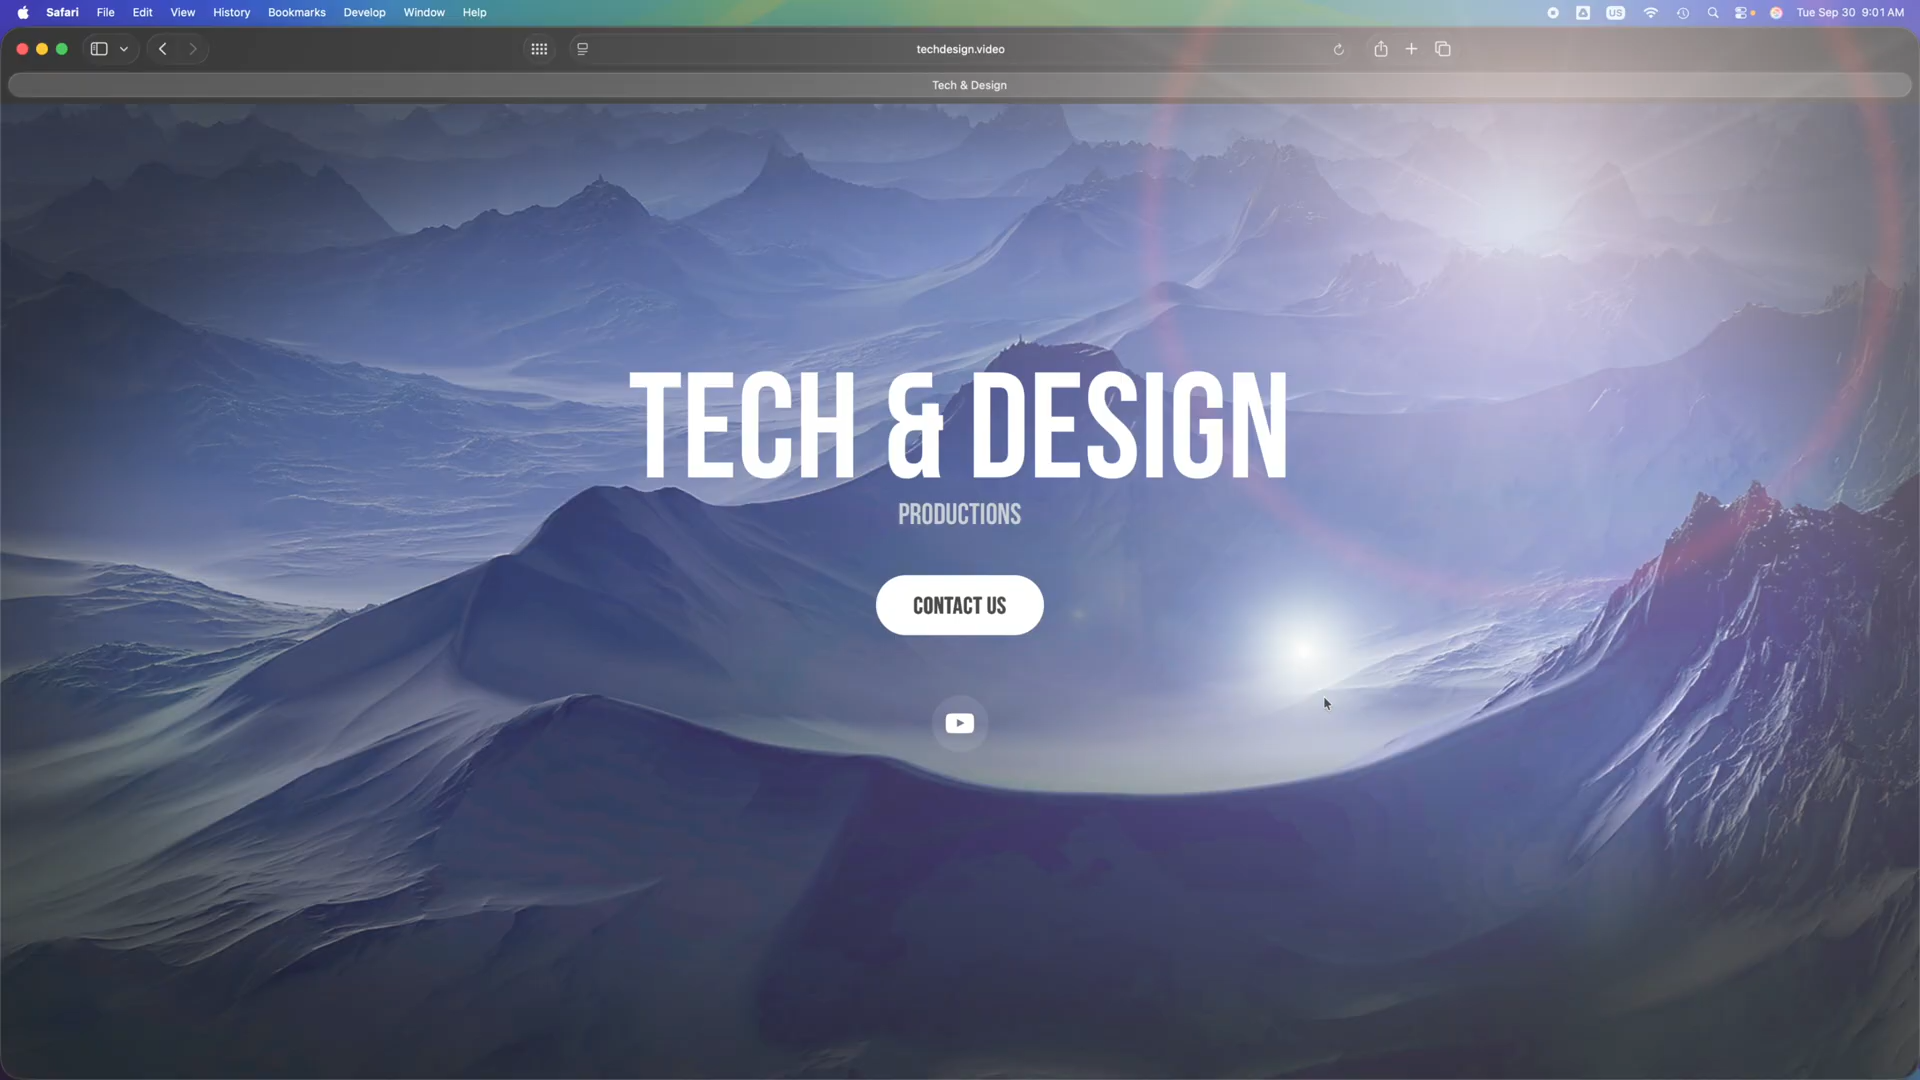 Safari File Edit View History Bookmarks Develop Window Help US Tue Sep 30 9:01 AM
techdesign.video
Tech & Design
TECH & DESIGN
PRODUCTIONS
CONTACT US